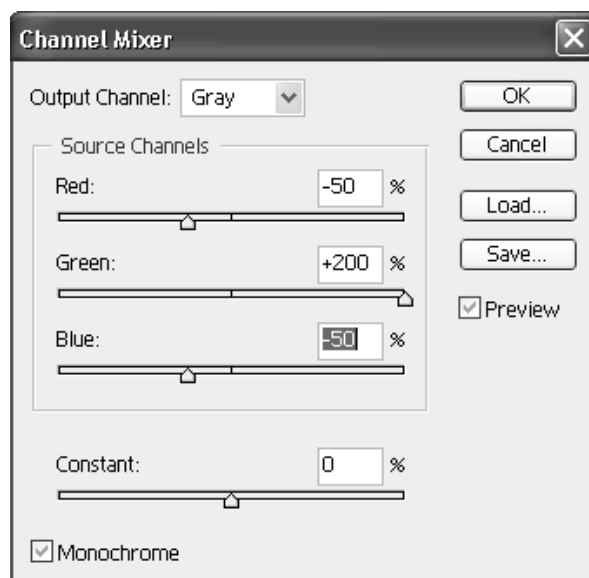 Channel Mixer
Output Channel: Gray
OK
Source Channels
Cancel
Red: -50 %
Load...
Green: +200 %
Save...
Preview
Blue: -50 %
Constant: 0 %
Monochrome